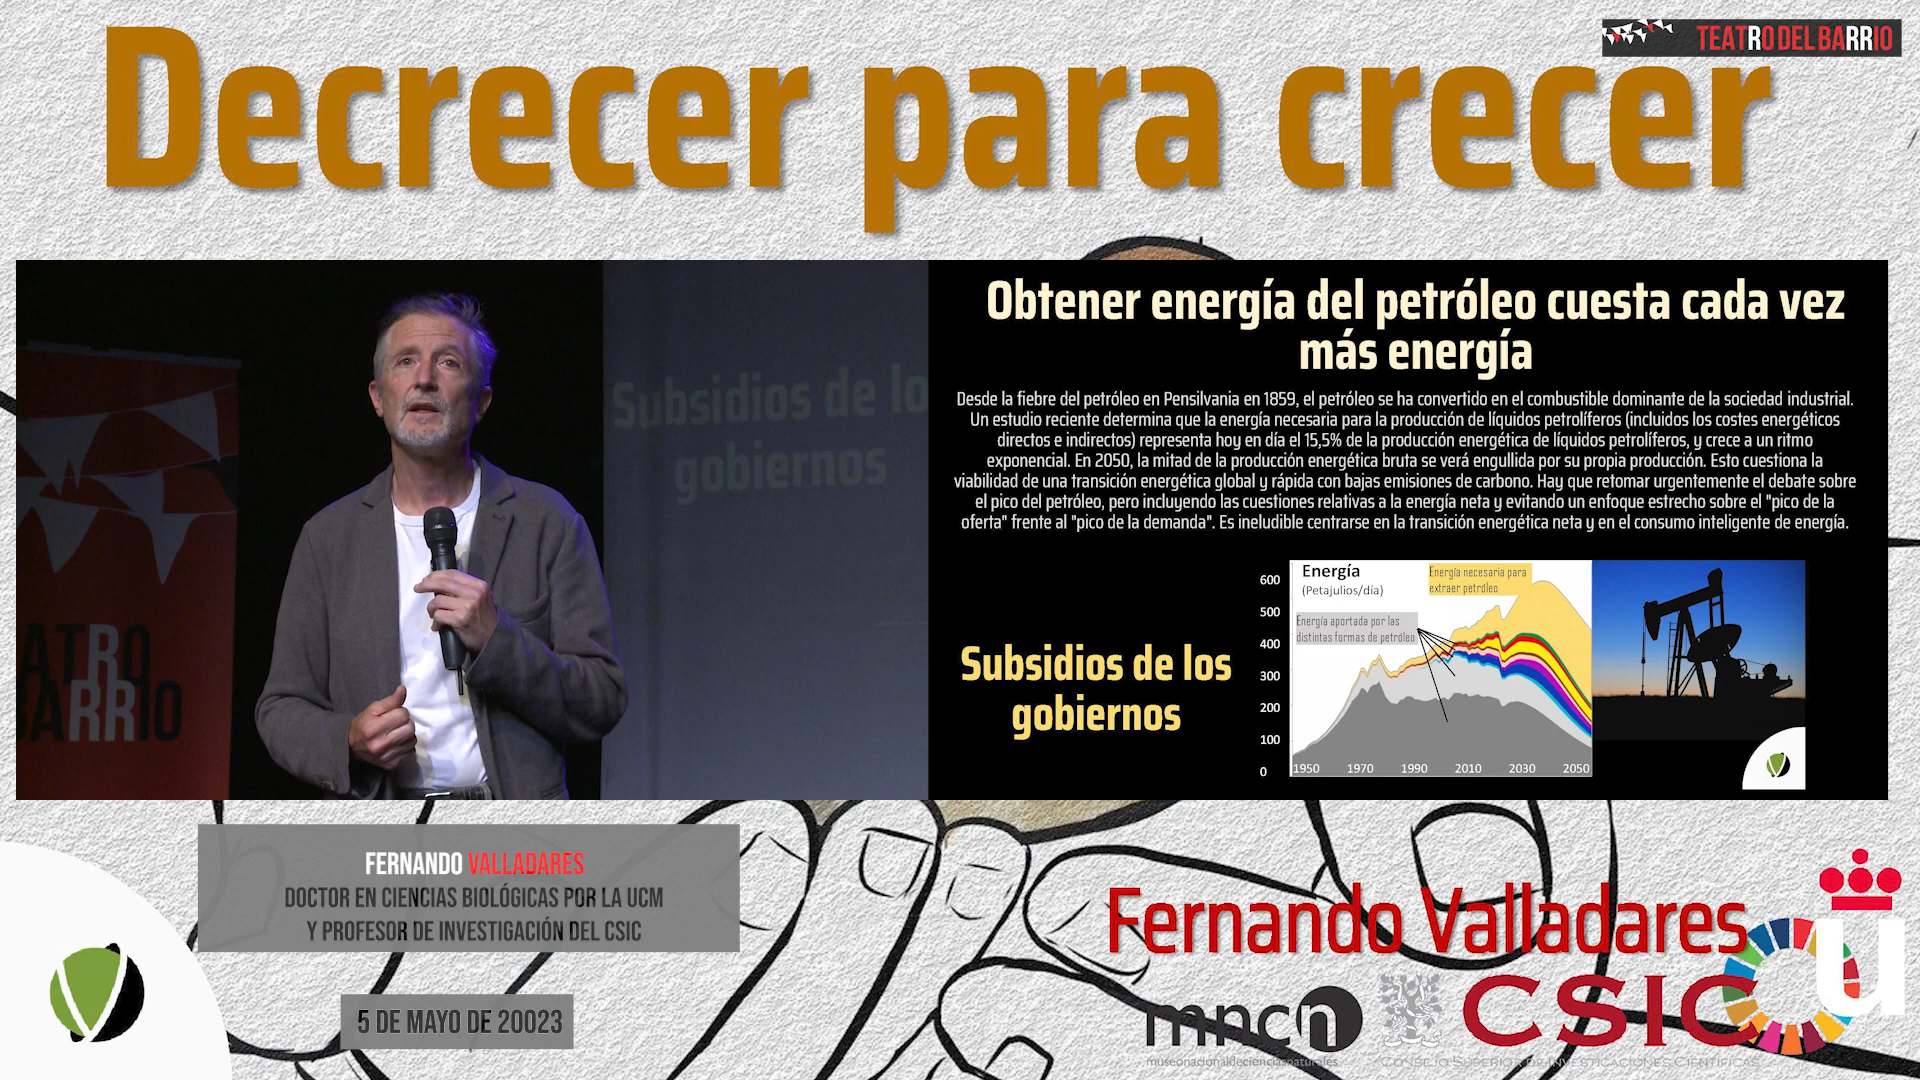 Decrecer para crecer
TEATRO DEL BARRIO
Subsidios de lo
gobiernos
ATRO
BARRIO
Obtener energía del petróleo cuesta cada vez
más energía
Desde la fiebre del petróleo en Pensilvania en 1859, el petróleo se ha convertido en el combustible dominante de la sociedad industrial.
Un estudio reciente determina que la energía necesaria para la producción de líquidos petrolíferos (incluidos los costes energéticos
directos e indirectos) representa hoy en día el 15,5% de la producción energética de líquidos petrolíferos, y crece a un ritmo
exponencial. En 2050, la mitad de la producción energética bruta se verá engullida por su propia producción. Esto cuestiona la
viabilidad de una transición energética global y rápida con bajas emisiones de carbono. Hay que retomar urgentemente el debate sobre
el pico del petróleo, pero incluyendo las cuestiones relativas a la energía neta y evitando un enfoque estrecho sobre el "pico de la
oferta" frente al "pico de la demanda". Es ineludible centrarse en la transición energética neta y en el consumo inteligente de energía.
Subsidios de los
gobiernos
Energía
(Petajulios/día)
Energía necesaria para
extraer petróleo
Energía aportada por las
distintas formas de petróleo
600
500
400
300
200
100
0
1950 1970 1990 2010 2030 2050
FERNANDO VALLADARES
DOCTOR EN CIENCIAS BIOLÓGICAS POR LA UCM
Y PROFESOR DE INVESTIGACIÓN DEL CSIC
5 DE MAYO DE 20023
Fernando Valladares
mncn
museonacionaldecienciasnaturales
CSIC
CONSEJO SUPERIOR DE INVESTIGACIONES CIENTÍFICAS
u